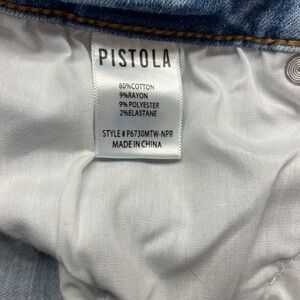 PISTOLA
80%COTTON
9%RAYON
9% POLYESTER
2%ELASTANE
STYLE# P6730MTW-NPR
MADE IN CHINA